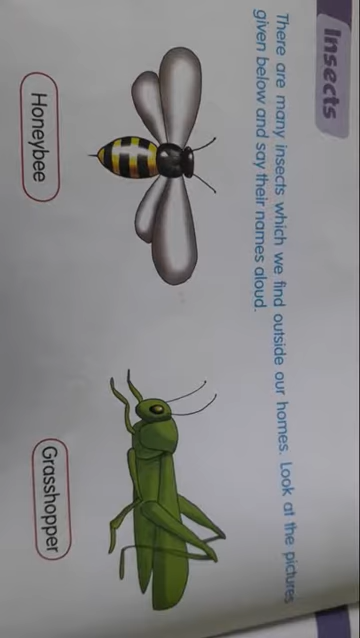 Insects
There are many insects which we find outside our homes. Look at the pictures
given below and say their names aloud.
Honeybee
Grasshopper